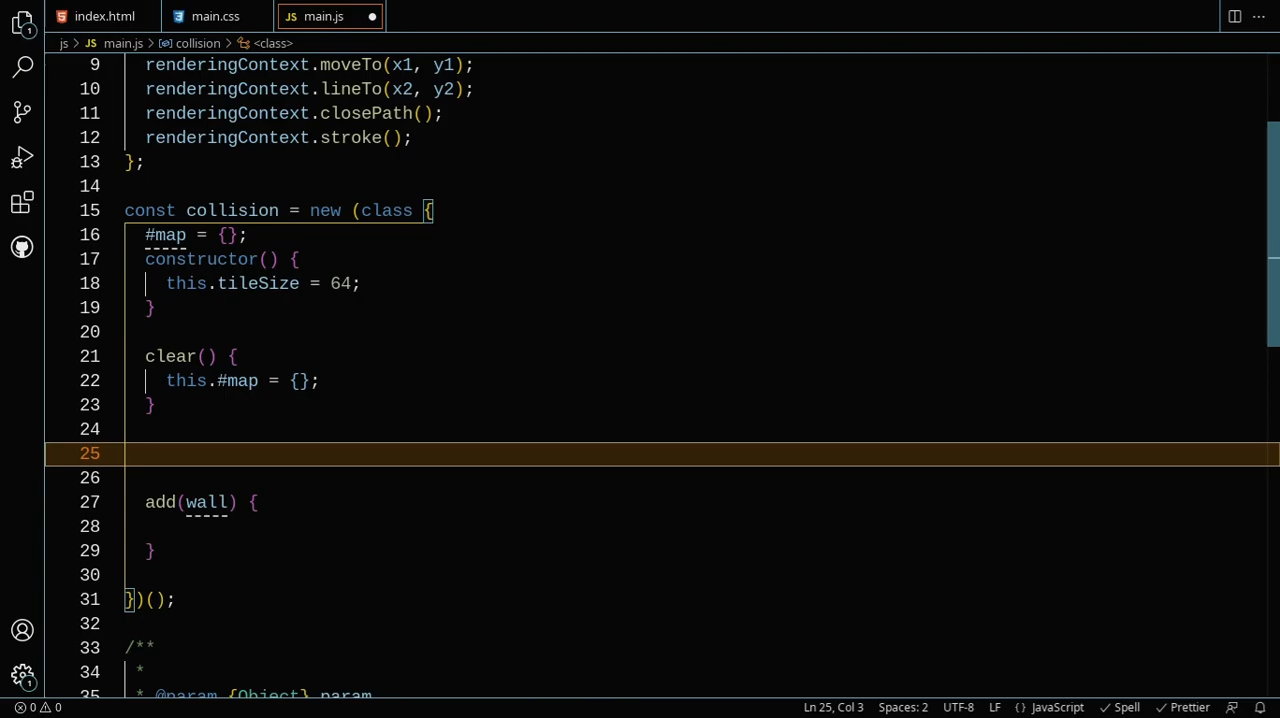 index.html main.css JS main.js
js > JS main.js > collision > <class>
9 renderingContext.moveTo(x1, y1);
10 renderingContext.lineTo(x2, y2);
11 renderingContext.closePath();
12 renderingContext.stroke();
13 };
14
15 const collision = new (class {
16 #map = {};
17 constructor() {
18 this.tileSize = 64;
19 }
20
21 clear() {
22 this.#map = {};
23 }
24
25
26
27 add(wall) {
28
29 }
30
31 })();
32
33 /**
34 *
35 * @param {Object} param
1
1
0 0 Ln 25, Col 3 Spaces: 2 UTF-8 LF {} JavaScript Spell Prettier